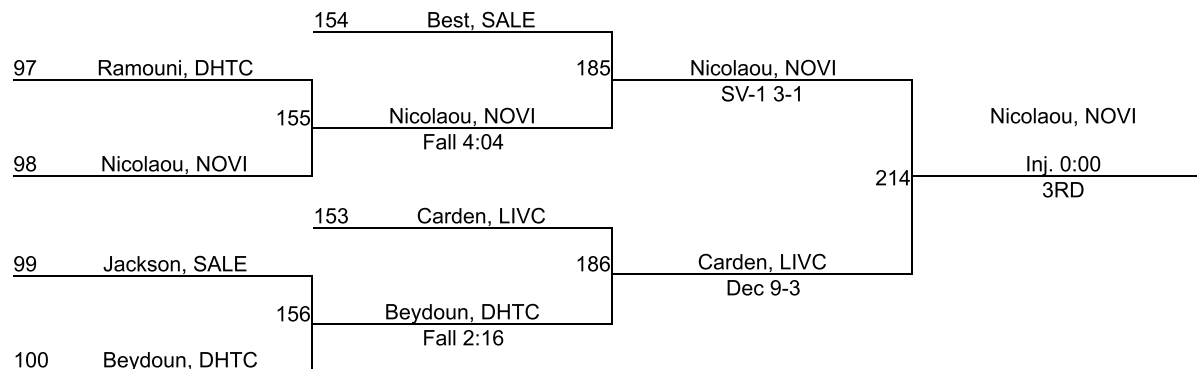 154 Best, SALE
97 Ramouni, DHTC
185 Nicolaou, NOVI
SV-1 3-1
155 Nicolaou, NOVI
Fall 4:04
Nicolaou, NOVI
98 Nicolaou, NOVI
Inj. 0:00
214
3RD
153 Carden, LIVC
99 Jackson, SALE
186 Carden, LIVC
Dec 9-3
156 Beydoun, DHTC
Fall 2:16
100 Beydoun, DHTC